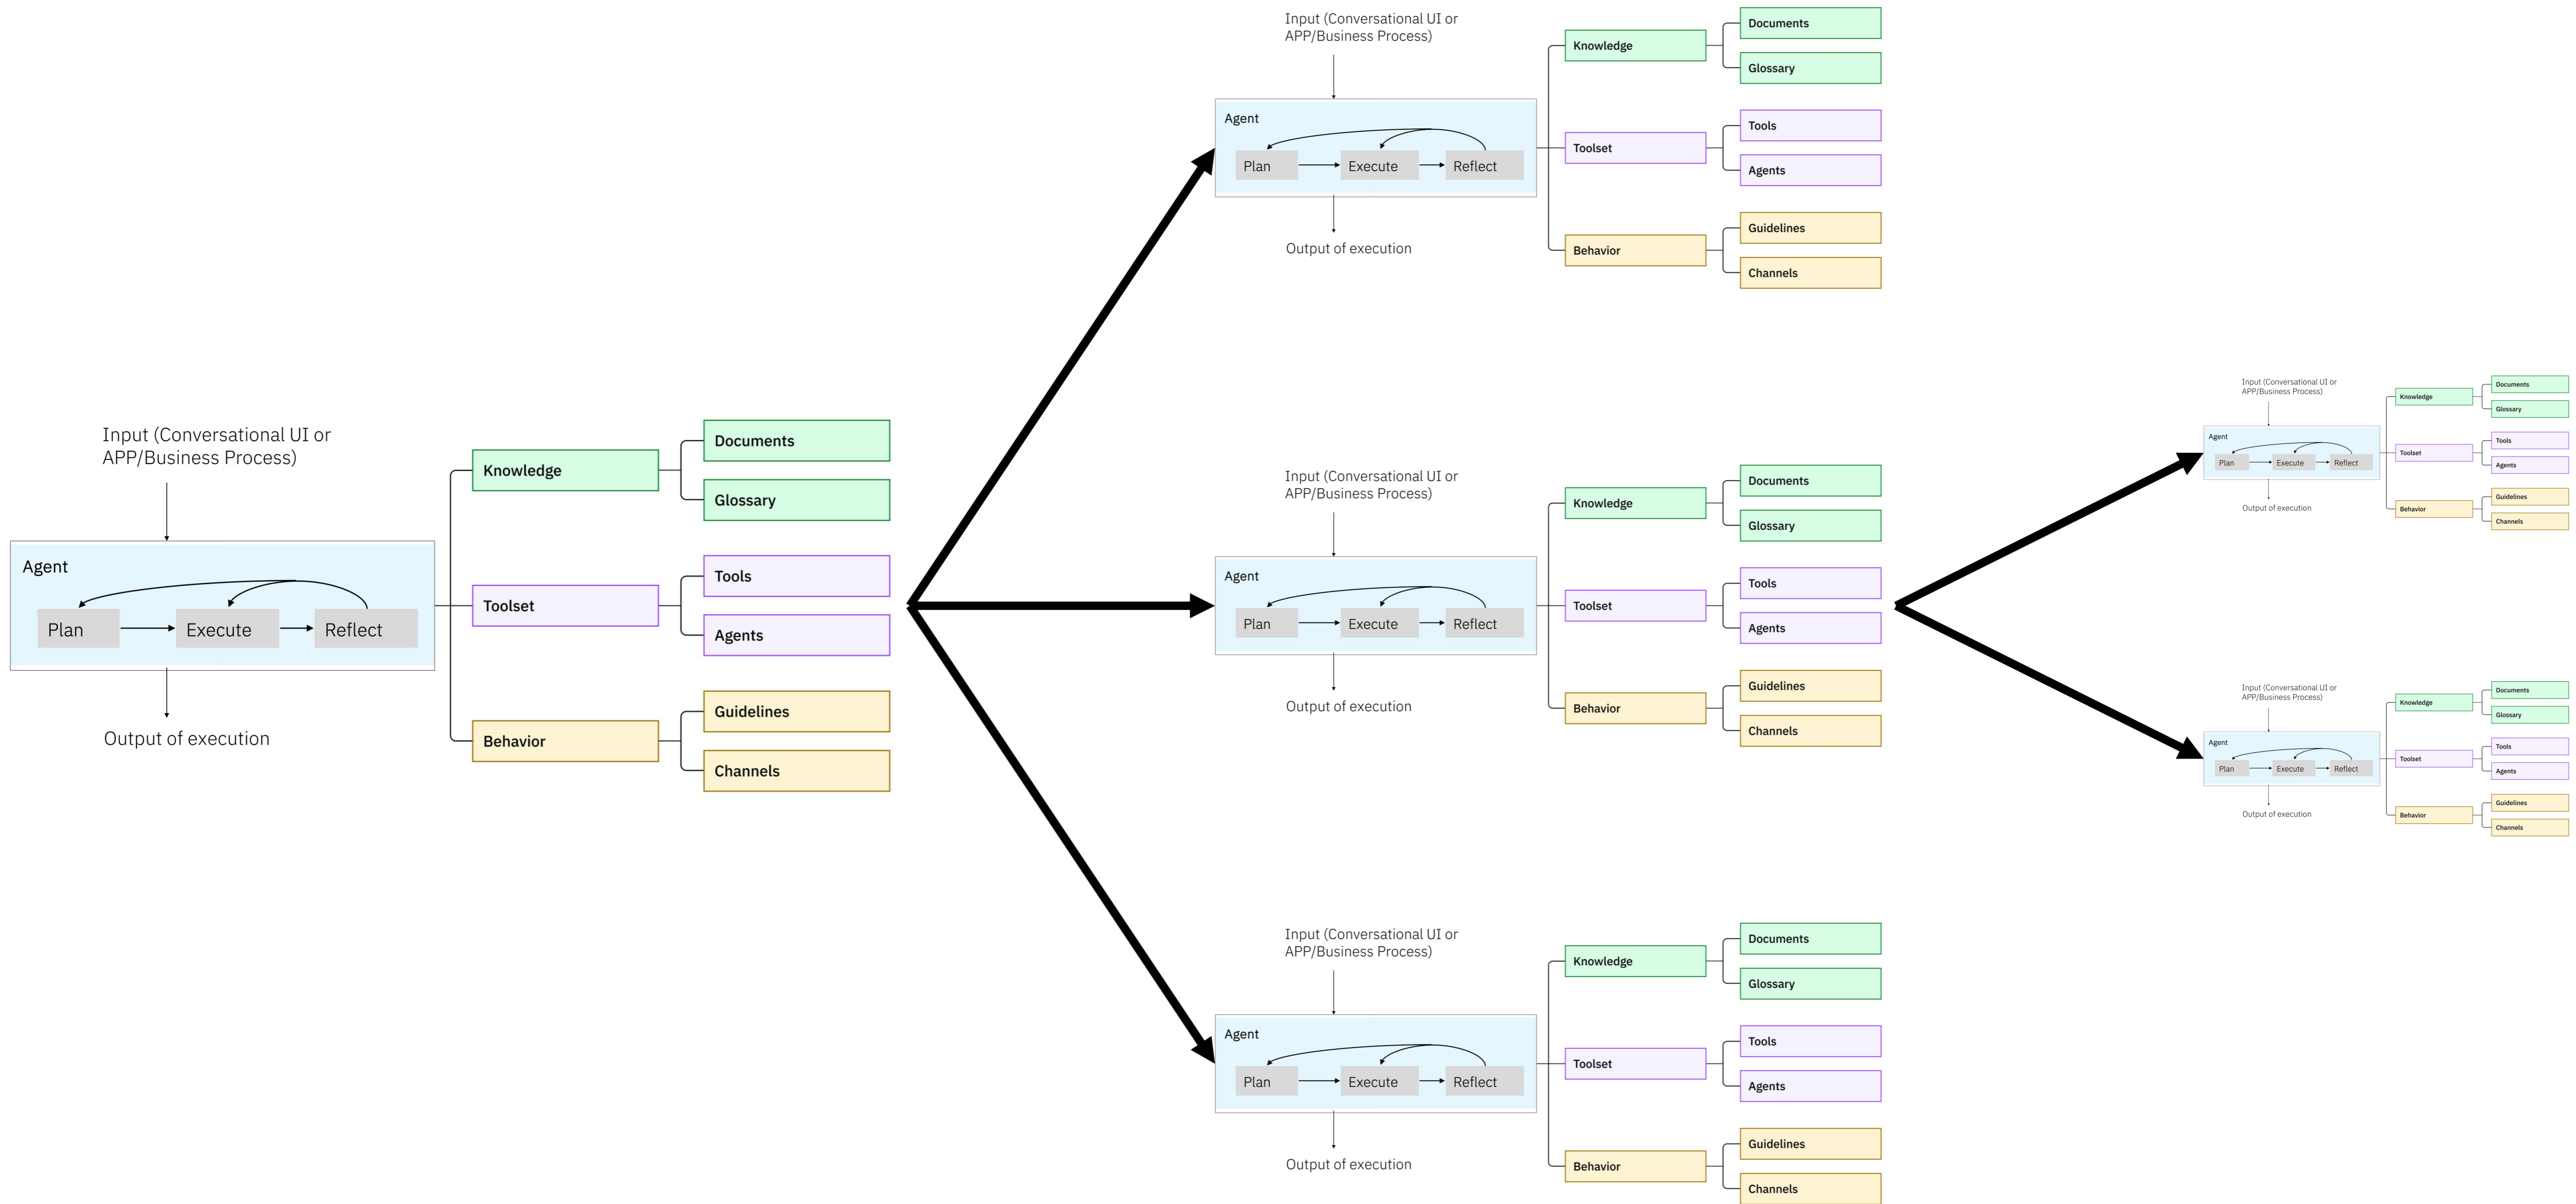 Input (Conversational UI or
APP/Business Process)
Agent
Plan
Execute
Reflect
Output of execution
Knowledge
Documents
Glossary
Toolset
Tools
Agents
Behavior
Guidelines
Channels
Input (Conversational UI or
APP/Business Process)
Agent
Plan
Execute
Reflect
Output of execution
Knowledge
Documents
Glossary
Toolset
Tools
Agents
Behavior
Guidelines
Channels
Input (Conversational UI or
APP/Business Process)
Agent
Plan
Execute
Reflect
Output of execution
Knowledge
Documents
Glossary
Toolset
Tools
Agents
Behavior
Guidelines
Channels
Input (Conversational UI or
APP/Business Process)
Agent
Plan
Execute
Reflect
Output of execution
Knowledge
Documents
Glossary
Toolset
Tools
Agents
Behavior
Guidelines
Channels
Input (Conversational UI or
APP/Business Process)
Agent
Plan
Execute
Reflect
Output of execution
Knowledge
Documents
Glossary
Toolset
Tools
Agents
Behavior
Guidelines
Channels
Input (Conversational UI or
APP/Business Process)
Agent
Plan
Execute
Reflect
Output of execution
Knowledge
Documents
Glossary
Toolset
Tools
Agents
Behavior
Guidelines
Channels